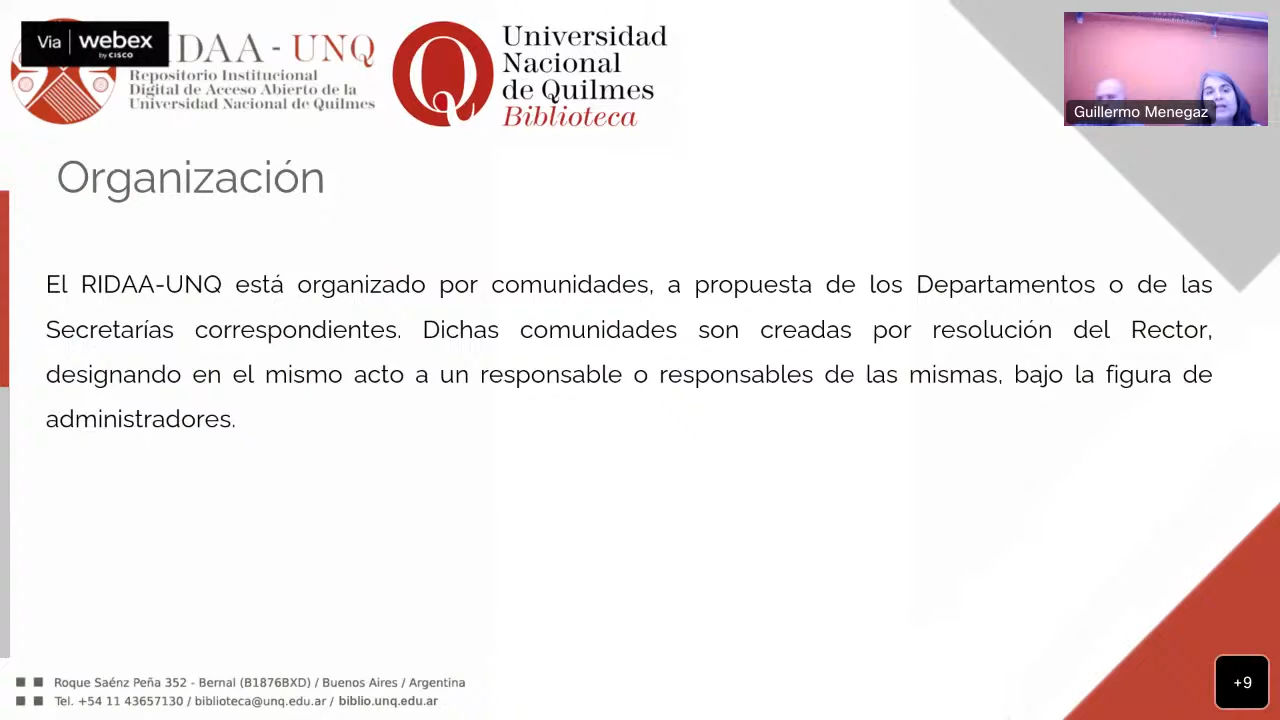 Via webex
by CISCO
IDAA - UNQ
Repositorio Institucional
Digital de Acceso Abierto de la
Universidad Nacional de Quilmes
Universidad
Nacional
de Quilmes
Biblioteca
Guillermo Menegaz
Organización
El RIDAA-UNQ está organizado por comunidades, a propuesta de los Departamentos o de las
Secretarías correspondientes. Dichas comunidades son creadas por resolución del Rector,
designando en el mismo acto a un responsable o responsables de las mismas, bajo la figura de
administradores.
Roque Saénz Peña 352 - Bernal (B1876BXD) / Buenos Aires / Argentina
Tel. +54 11 43657130 / biblioteca@unq.edu.ar / biblio.unq.edu.ar
+9